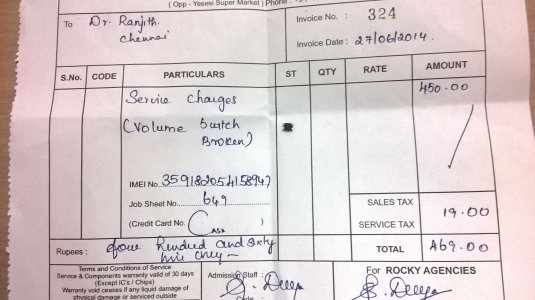 ( Opp - Yesesi Super Market ) Phone :
To Dr. Ranjith
Chennai
Invoice No. : 324
Invoice Date : 27/06/2014.
S.No. CODE PARTICULARS ST QTY RATE AMOUNT
Service Charges 450.00
(Volume Switch
Broken)
IMEI No. 359182054158947
Job Sheet No. 649
(Credit Card No. Cash )
SALES TAX
SERVICE TAX 19.00
Rupees : four hundred and sixty
nine only –
TOTAL 469.00
Terms and Conditions of Service
Service & Components warranty valid of 30 days
(Except IC's / Chips)
Warranty void ceases if any liquid damage of
physical damage or serviced outside
Admission Staff :
Code
For ROCKY AGENCIES